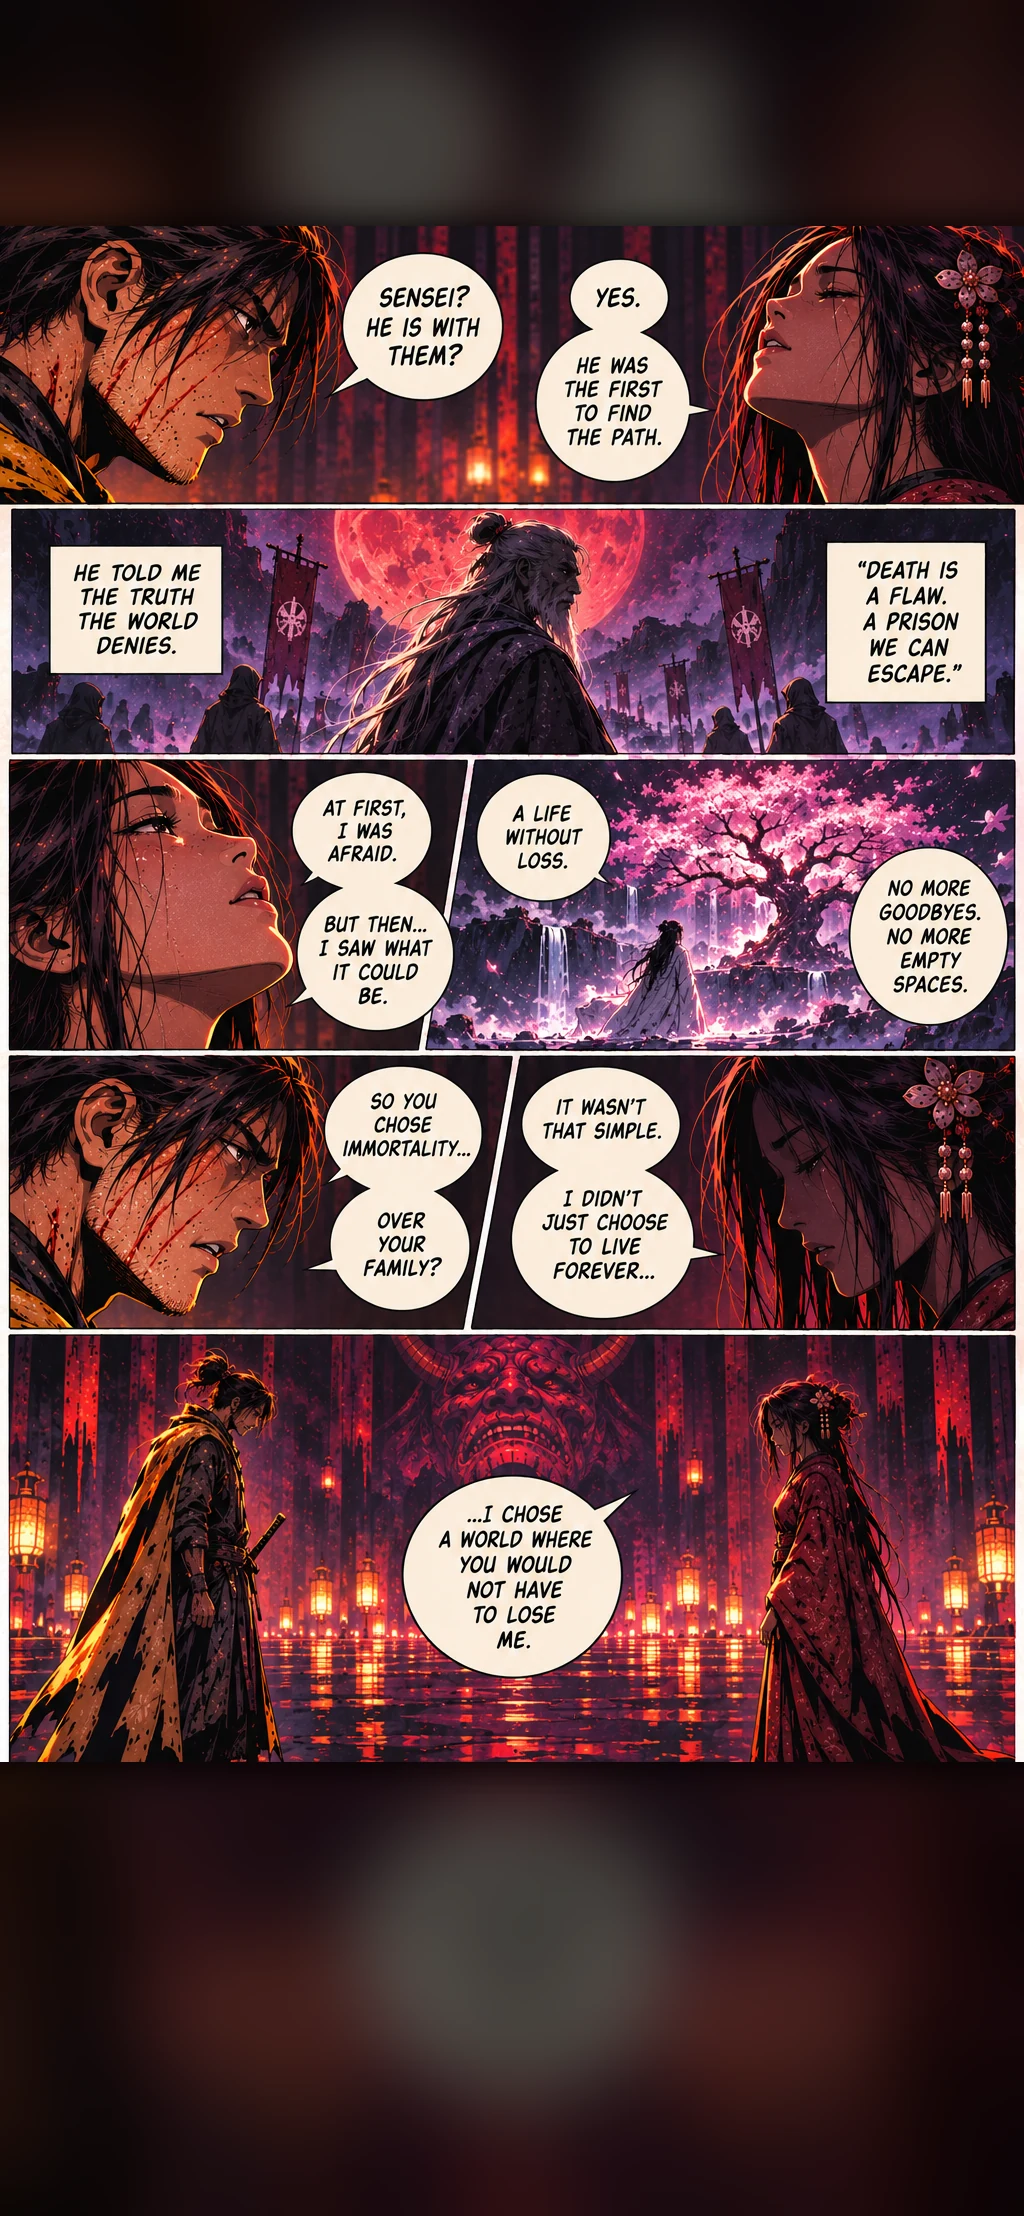 SENSEI?
HE IS WITH
THEM?
YES.
HE WAS
THE FIRST
TO FIND
THE PATH.
HE TOLD ME
THE TRUTH
THE WORLD
DENIES.
“DEATH IS
A FLAW.
A PRISON
WE CAN
ESCAPE.”
AT FIRST,
I WAS
AFRAID.
BUT THEN...
I SAW WHAT
IT COULD
BE.
A LIFE
WITHOUT
LOSS.
NO MORE
GOODBYES.
NO MORE
EMPTY
SPACES.
SO YOU
CHOSE
IMMORTALITY...
OVER
YOUR
FAMILY?
IT WASN'T
THAT SIMPLE.
I DIDN'T
JUST CHOOSE
TO LIVE
FOREVER...
...I CHOSE
A WORLD WHERE
YOU WOULD
NOT HAVE
TO LOSE
ME.